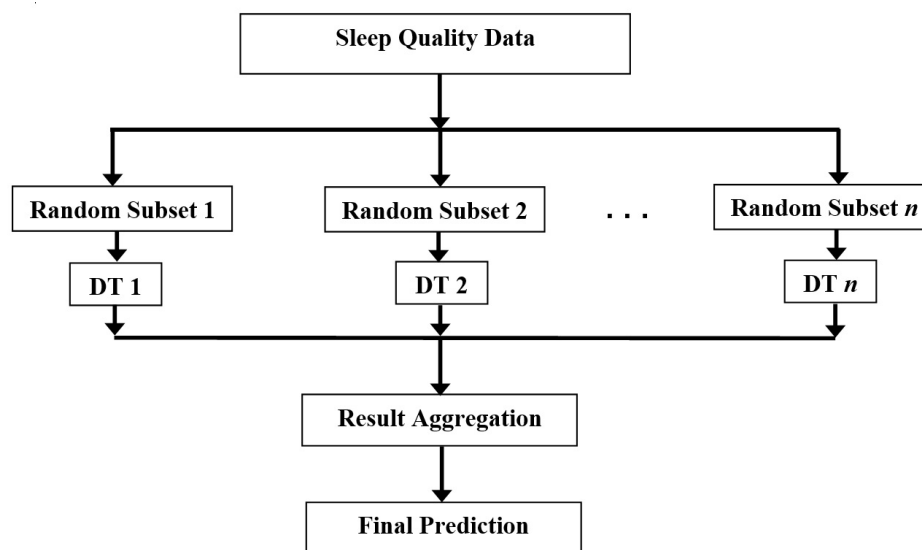 Sleep Quality Data
Random Subset 1
Random Subset 2
. . .
Random Subset n
DT 1
DT 2
DT n
Result Aggregation
Final Prediction